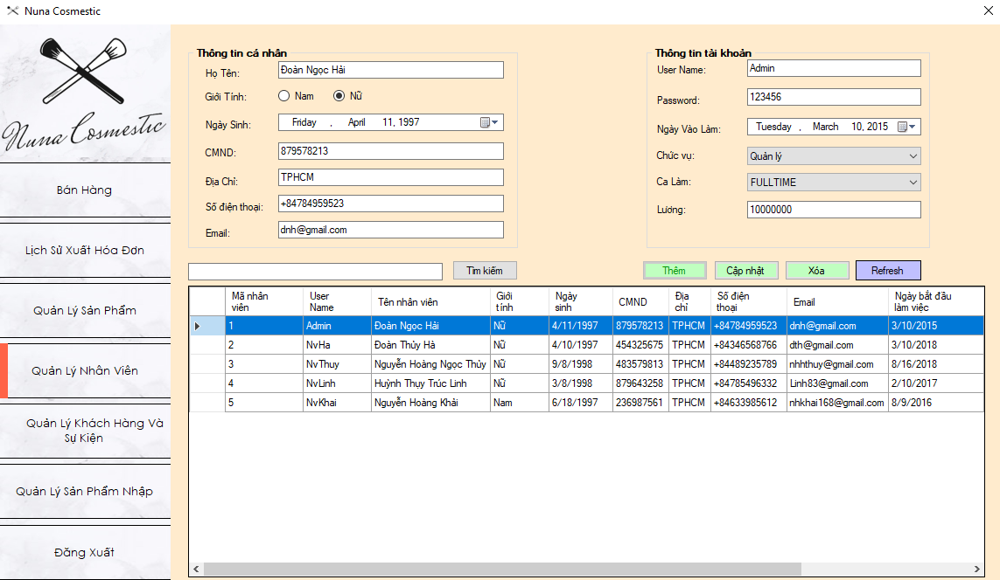 Nuna Cosmestic
Nuna Cosmestic
Bán Hàng
Lịch Sử Xuất Hóa Đơn
Quản Lý Sản Phẩm
Quản Lý Nhân Viên
Quản Lý Khách Hàng Và
Sự Kiện
Quản Lý Sản Phẩm Nhập
Đăng Xuất
Thông tin cá nhân
Họ Tên: Đoàn Ngọc Hải
Giới Tính: Nam Nữ
Ngày Sinh: Friday , April 11, 1997
CMND: 879578213
Địa Chỉ: TPHCM
Số điện thoại: +84784959523
Email: dnh@gmail.com
Thông tin tài khoản
User Name: Admin
Password: 123456
Ngày Vào Làm: Tuesday , March 10, 2015
Chức vụ: Quản lý
Ca Làm: FULLTIME
Lương: 10000000
Tìm kiếm Thêm Cập nhật Xóa Refresh
Mã nhân viên User Name Tên nhân viên Giới tính Ngày sinh CMND Địa chỉ Số điện thoại Email Ngày bắt đầu làm việc
1 Admin Đoàn Ngọc Hải Nữ 4/11/1997 879578213 TPHCM +84784959523 dnh@gmail.com 3/10/2015
2 NvHa Đoàn Thủy Hà Nữ 4/10/1997 454325675 TPHCM +84346568766 dth@gmail.com 3/10/2018
3 NvThuy Nguyễn Hoàng Ngọc Thủy Nữ 9/8/1998 483579813 TPHCM +84489235789 nhhthuy@gmail.com 8/16/2018
4 NvLinh Huỳnh Thụy Trúc Linh Nữ 3/8/1998 879643258 TPHCM +84785496332 Linh83@gmail.com 2/10/2017
5 NvKhai Nguyễn Hoàng Khải Nam 6/18/1997 236987561 TPHCM +84633985612 nhkhai168@gmail.com 8/9/2016